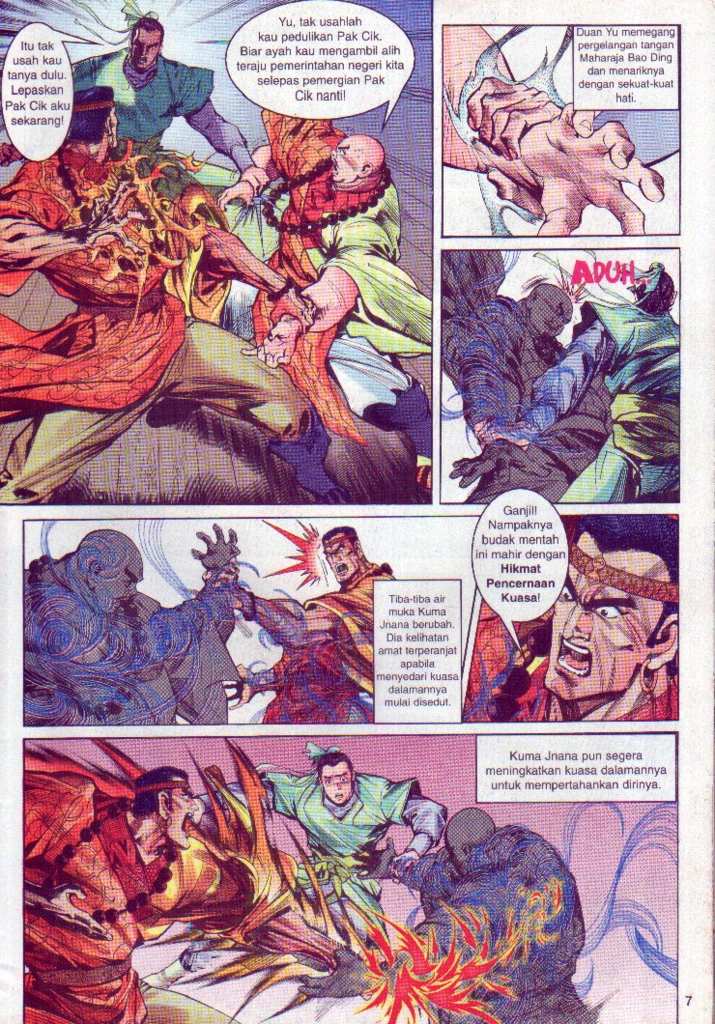 Itu tak
usah kau
tanya dulu.
Lepaskan
Pak Cik aku
sekarang!
Yu, tak usahlah
kau pedulikan Pak Cik.
Biar ayah kau mengambil alih
teraju pemerintahan negeri kita
selepas pemergian Pak
Cik nanti!
Duan Yu memegang
pergelangan tangan
Maharaja Bao Ding
dan menariknya
dengan sekuat-kuat
hati.
ADUH
Tiba-tiba air
muka Kuma
Jnana berubah.
Dia kelihatan
amat terperanjat
apabila
menyedari kuasa
dalamannya
mulai disedut.
Ganjil!
Nampaknya
budak mentah
ini mahir dengan
Hikmat
Pencernaan
Kuasa!
Kuma Jnana pun segera
meningkatkan kuasa dalamannya
untuk mempertahankan dirinya.
7